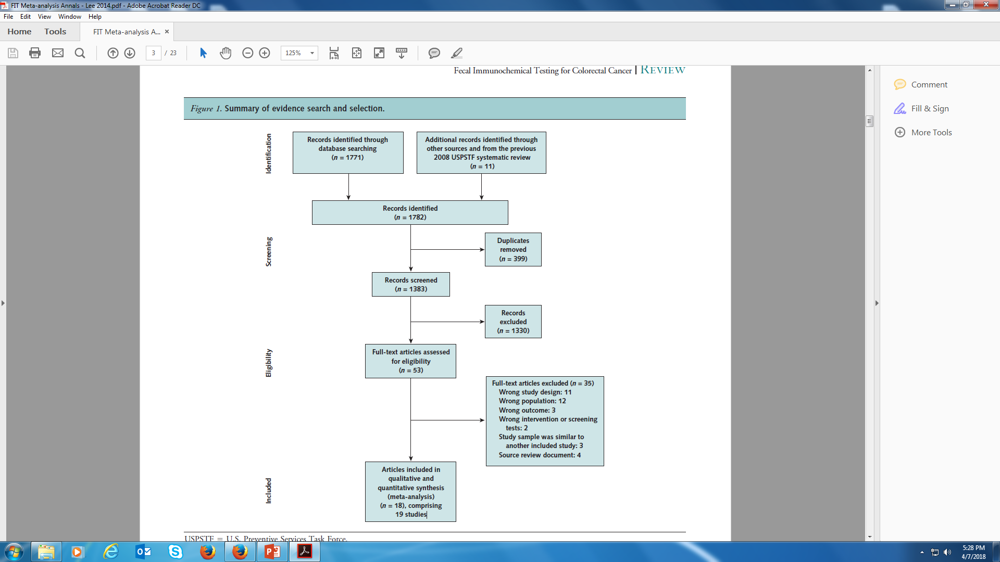 FIT Meta-analysis Annals - Lee 2014.pdf - Adobe Acrobat Reader DC
File Edit View Window Help
Home Tools FIT Meta-analysis A... ×
3 / 23 125%
Fecal Immunochemical Testing for Colorectal Cancer | REVIEW
Figure 1. Summary of evidence search and selection.
Identification
Records identified through
database searching
(n = 1771)
Additional records identified through
other sources and from the previous
2008 USPSTF systematic review
(n = 11)
Records identified
(n = 1782)
Screening
Duplicates
removed
(n = 399)
Records screened
(n = 1383)
Records
excluded
(n = 1330)
Eligibility
Full-text articles assessed
for eligibility
(n = 53)
Full-text articles excluded (n = 35)
Wrong study design: 11
Wrong population: 12
Wrong outcome: 3
Wrong intervention or screening
tests: 2
Study sample was similar to
another included study: 3
Source review document: 4
Included
Articles included in
qualitative and
quantitative synthesis
(meta-analysis)
(n = 18), comprising
19 studies
USPSTF = U.S. Preventive Services Task Force.
Comment
Fill & Sign
More Tools
5:28 PM
4/7/2018